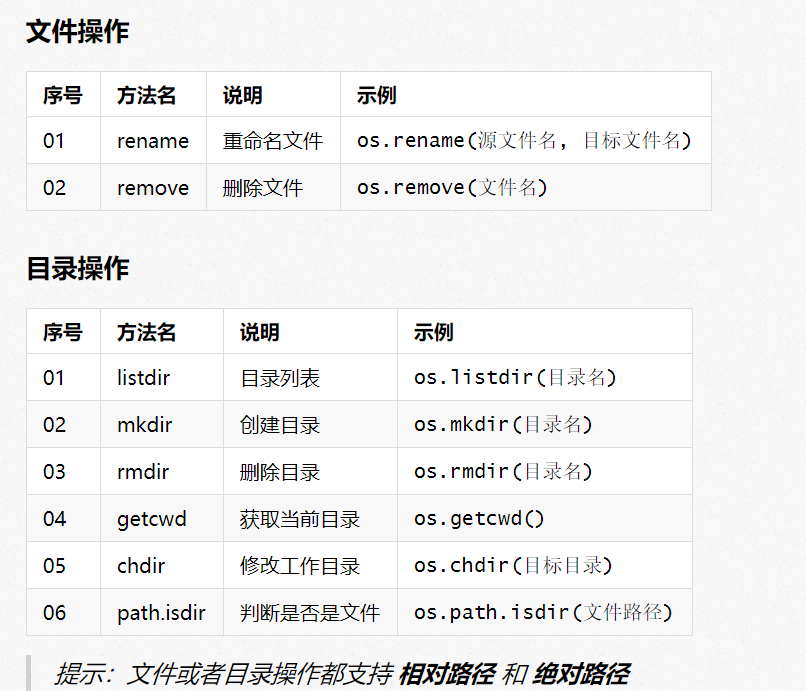 文件操作
序号 方法名 说明 示例
01 rename 重命名文件 os.rename(源文件名, 目标文件名)
02 remove 删除文件 os.remove(文件名)
目录操作
序号 方法名 说明 示例
01 listdir 目录列表 os.listdir(目录名)
02 mkdir 创建目录 os.mkdir(目录名)
03 rmdir 删除目录 os.rmdir(目录名)
04 getcwd 获取当前目录 os.getcwd()
05 chdir 修改工作目录 os.chdir(目标目录)
06 path.isdir 判断是否是文件 os.path.isdir(文件路径)
提示：文件或者目录操作都支持 相对路径 和 绝对路径